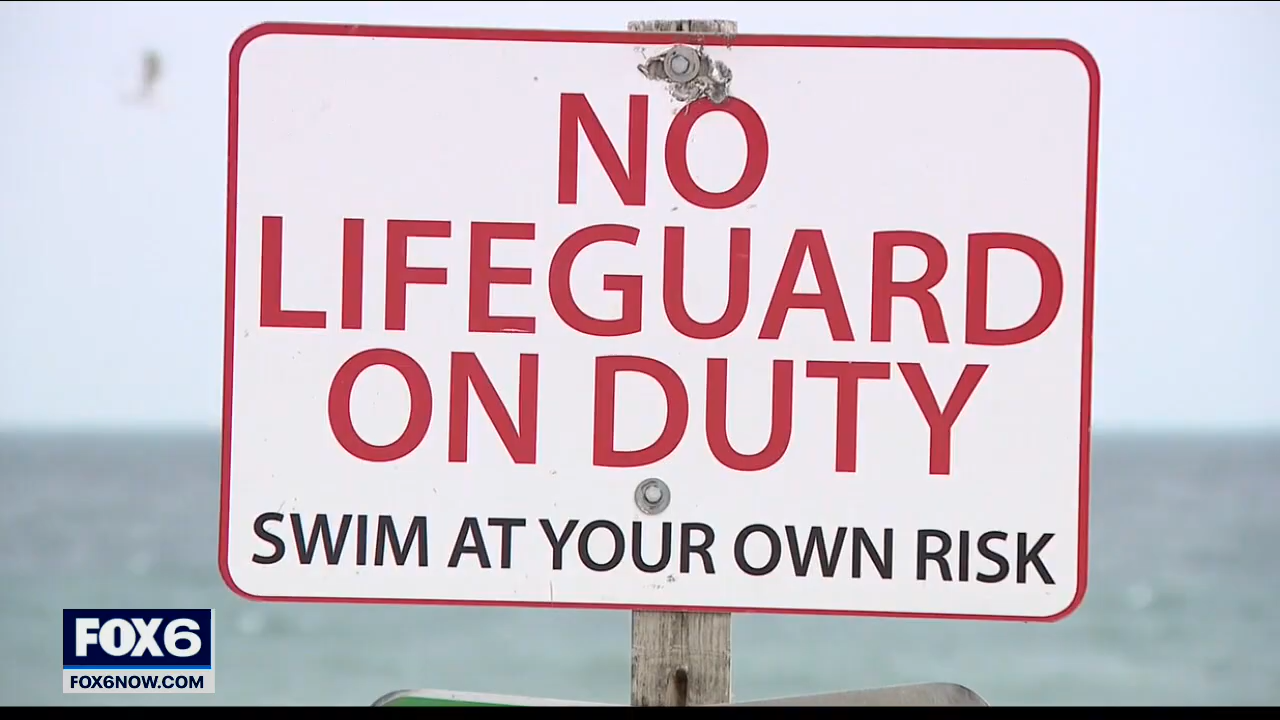 NO
LIFEGUARD
ON DUTY
SWIM AT YOUR OWN RISK
FOX6
FOX6NOW.COM